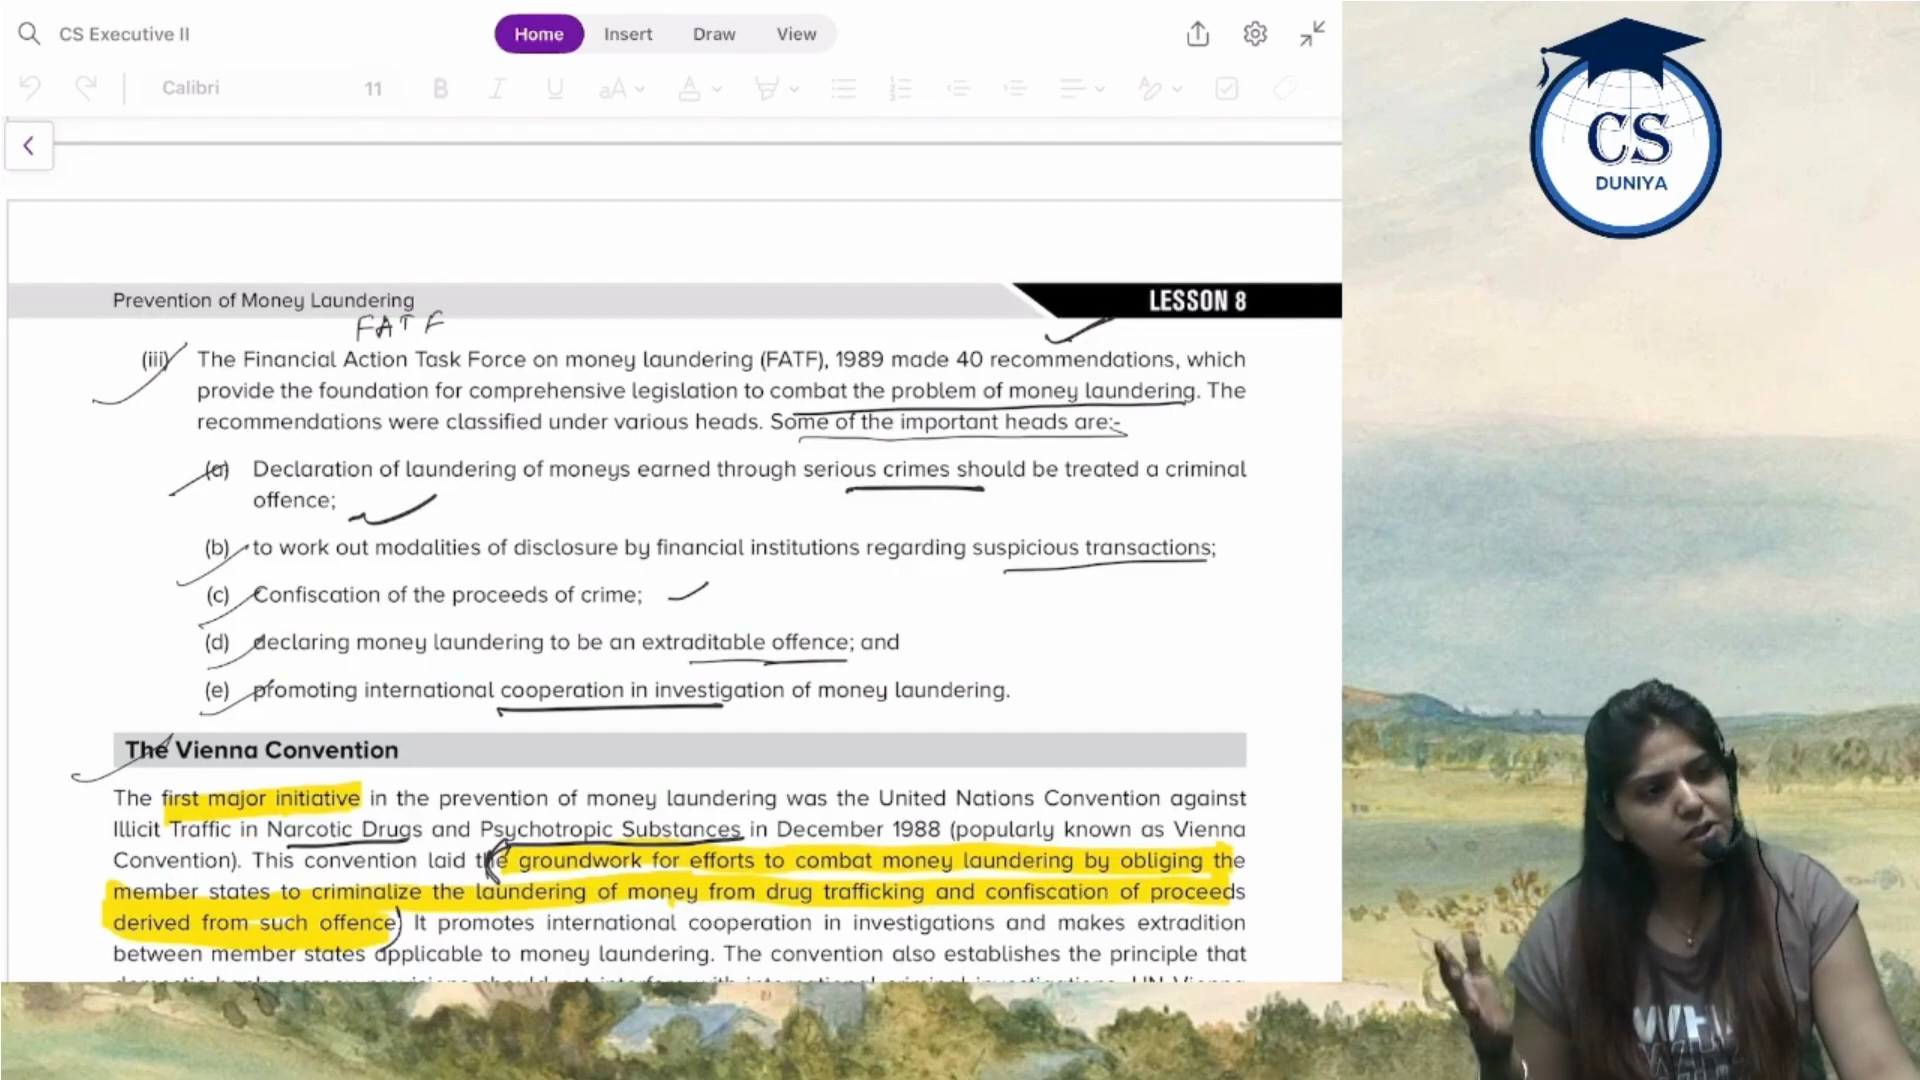 CS Executive II
Home
Insert
Draw
View
Calibri
11
B
I
U
aA
A
CS
DUNIYA
Prevention of Money Laundering
LESSON 8
FATF
(iii) The Financial Action Task Force on money laundering (FATF), 1989 made 40 recommendations, which
provide the foundation for comprehensive legislation to combat the problem of money laundering. The
recommendations were classified under various heads. Some of the important heads are:-
(a) Declaration of laundering of moneys earned through serious crimes should be treated a criminal
offence;
(b) to work out modalities of disclosure by financial institutions regarding suspicious transactions;
(c) Confiscation of the proceeds of crime;
(d) declaring money laundering to be an extraditable offence; and
(e) promoting international cooperation in investigation of money laundering.
The Vienna Convention
The first major initiative in the prevention of money laundering was the United Nations Convention against
Illicit Traffic in Narcotic Drugs and Psychotropic Substances in December 1988 (popularly known as Vienna
Convention). This convention laid the groundwork for efforts to combat money laundering by obliging the
member states to criminalize the laundering of money from drug trafficking and confiscation of proceeds
derived from such offence. It promotes international cooperation in investigations and makes extradition
between member states applicable to money laundering. The convention also establishes the principle that